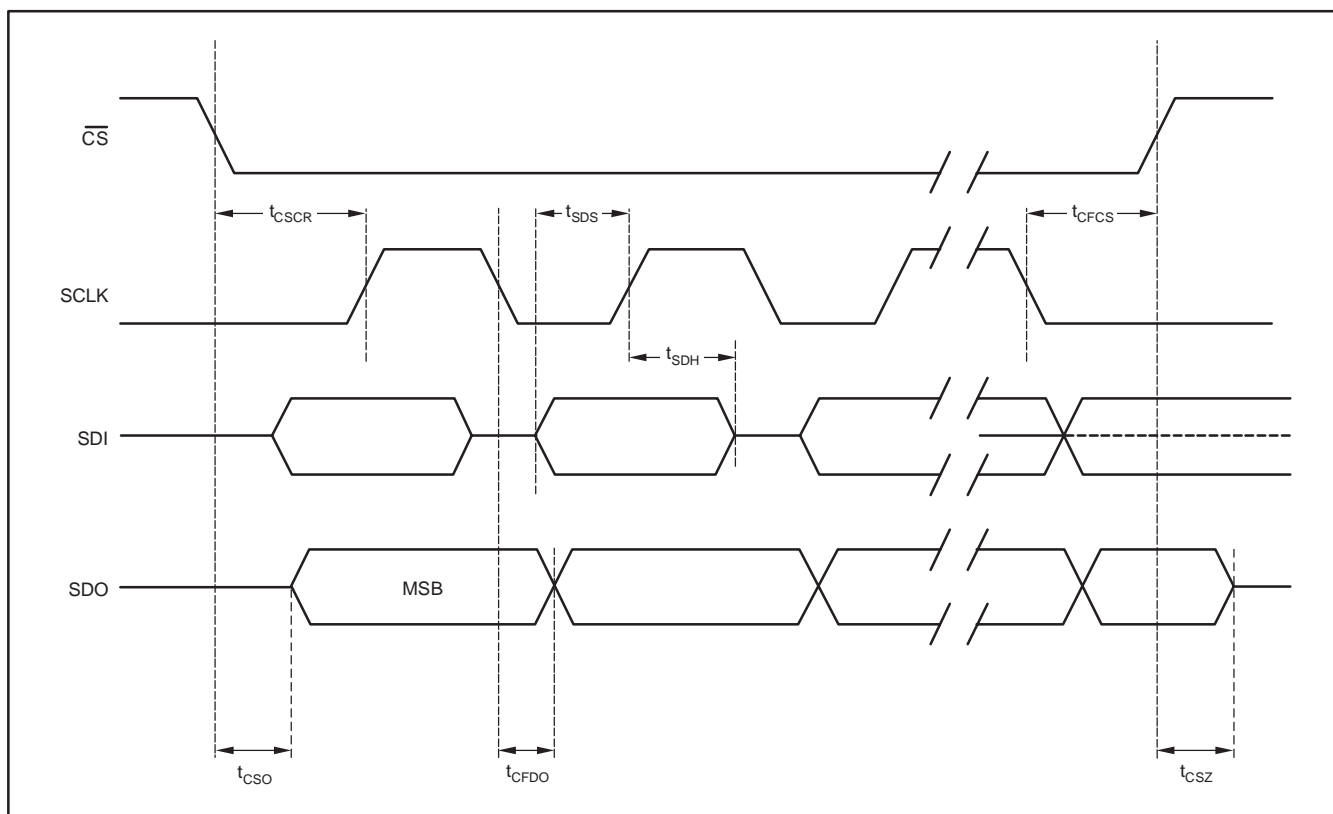 CS
tCSCR
tSDS
tCFCS
SCLK
tSDH
SDI
SDO
MSB
tCSO
tCFDO
tCSZ